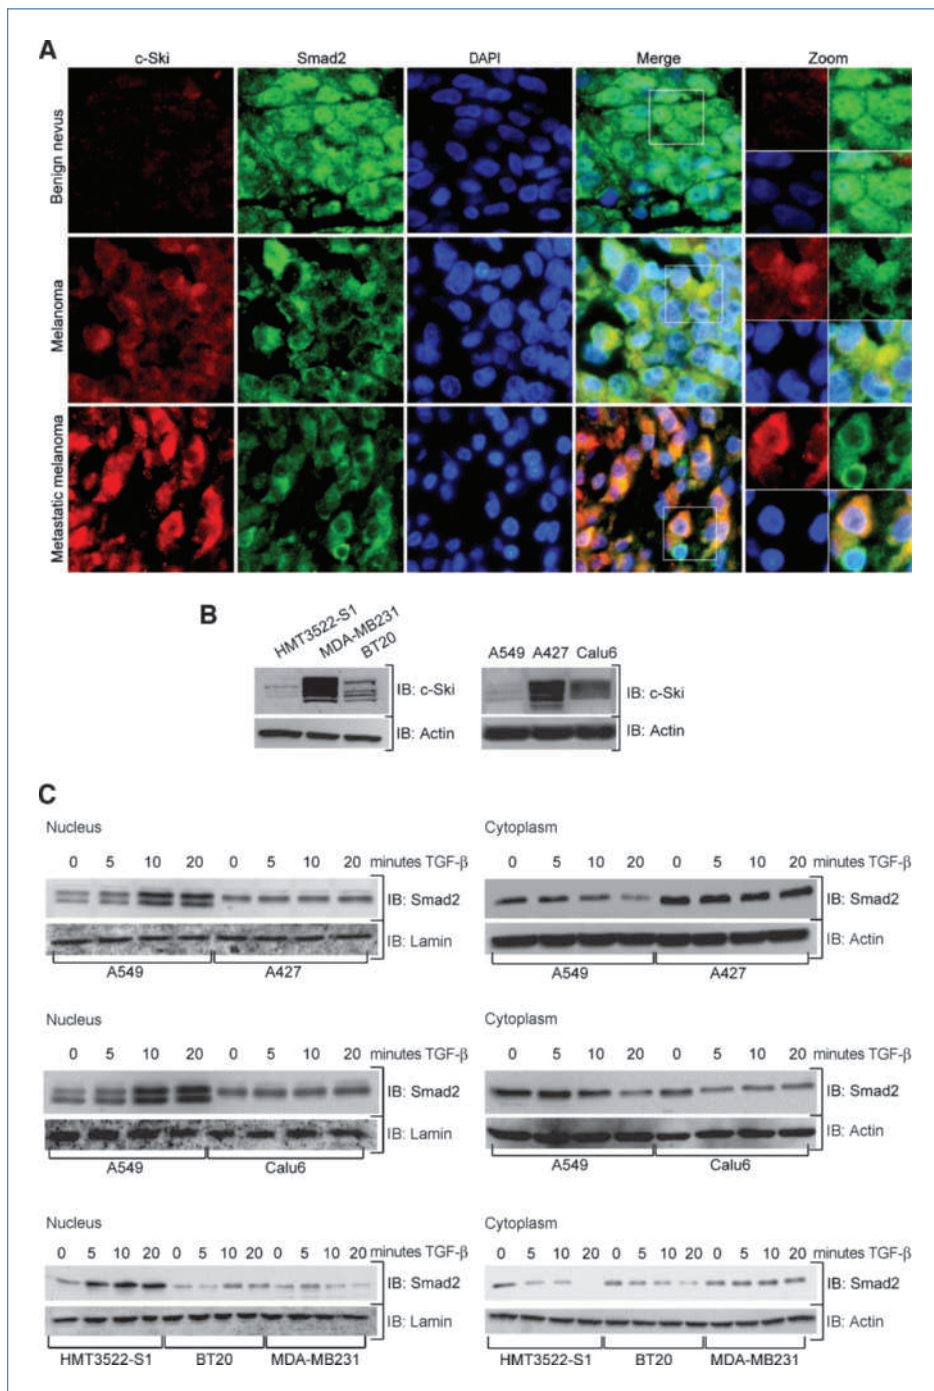 A
c-Ski Smad2 DAPI Merge Zoom
Benign nevus
Melanoma
Metastatic melanoma
B
HMT3522-S1 MDA-MB231 BT20
IB: c-Ski
IB: Actin
A549 A427 Calu6
IB: c-Ski
IB: Actin
C
Nucleus
0 5 10 20 0 5 10 20 minutes TGF-β
IB: Smad2
IB: Lamin
A549 A427
Cytoplasm
0 5 10 20 0 5 10 20 minutes TGF-β
IB: Smad2
IB: Actin
A549 A427
Nucleus
0 5 10 20 0 5 10 20 minutes TGF-β
IB: Smad2
IB: Lamin
A549 Calu6
Cytoplasm
0 5 10 20 0 5 10 20 minutes TGF-β
IB: Smad2
IB: Actin
A549 Calu6
Nucleus
0 5 10 20 0 5 10 20 0 5 10 20 minutes TGF-β
IB: Smad2
IB: Lamin
HMT3522-S1 BT20 MDA-MB231
Cytoplasm
0 5 10 20 0 5 10 20 0 5 10 20 minutes TGF-β
IB: Smad2
IB: Actin
HMT3522-S1 BT20 MDA-MB231